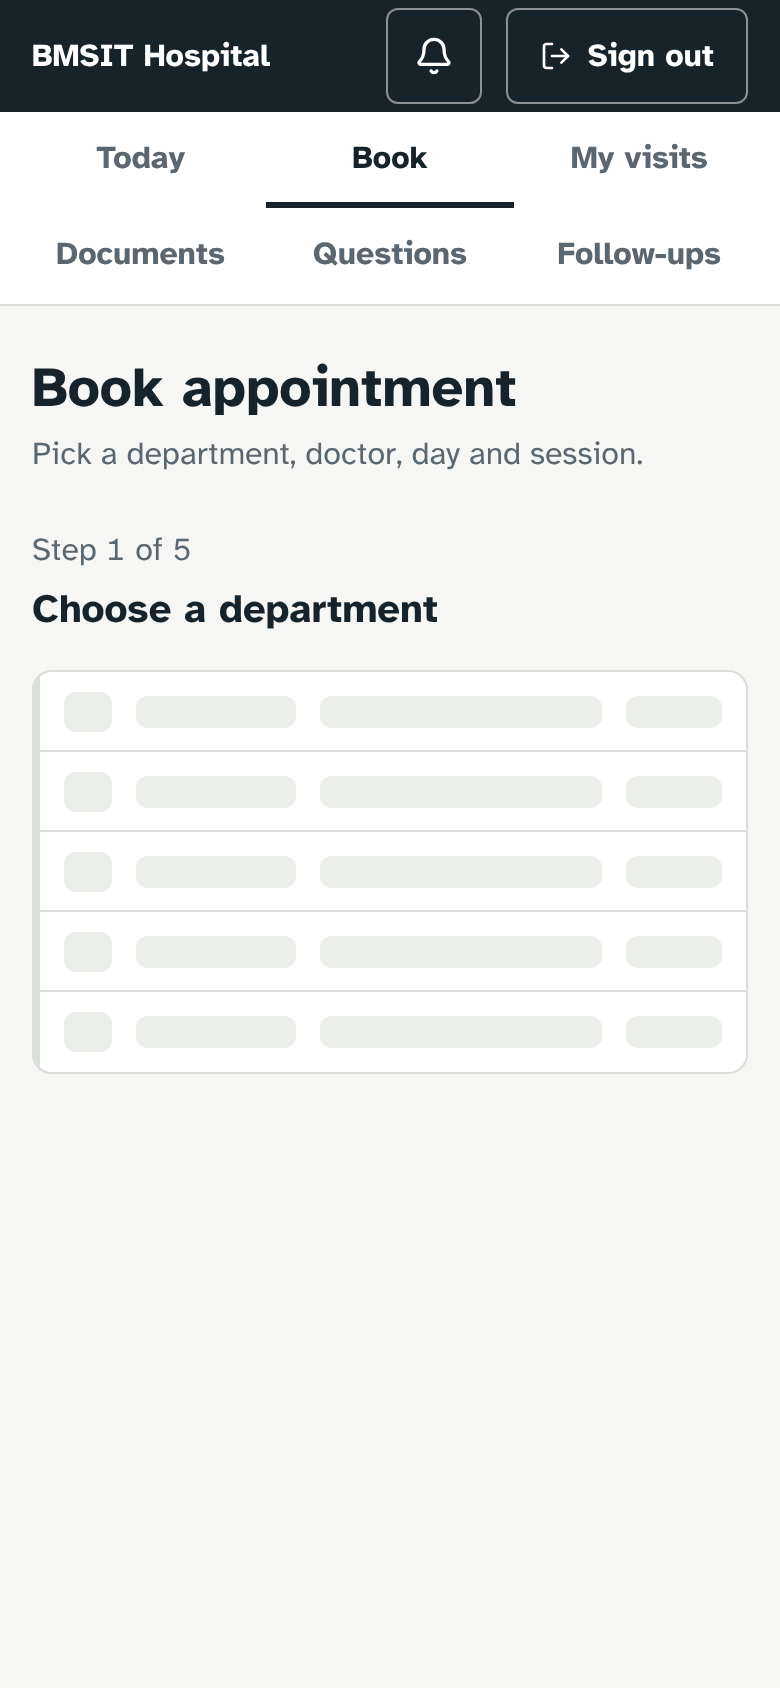 BMSIT Hospital
Sign out
Today
Book
My visits
Documents
Questions
Follow-ups
Book appointment
Pick a department, doctor, day and session.
Step 1 of 5
Choose a department